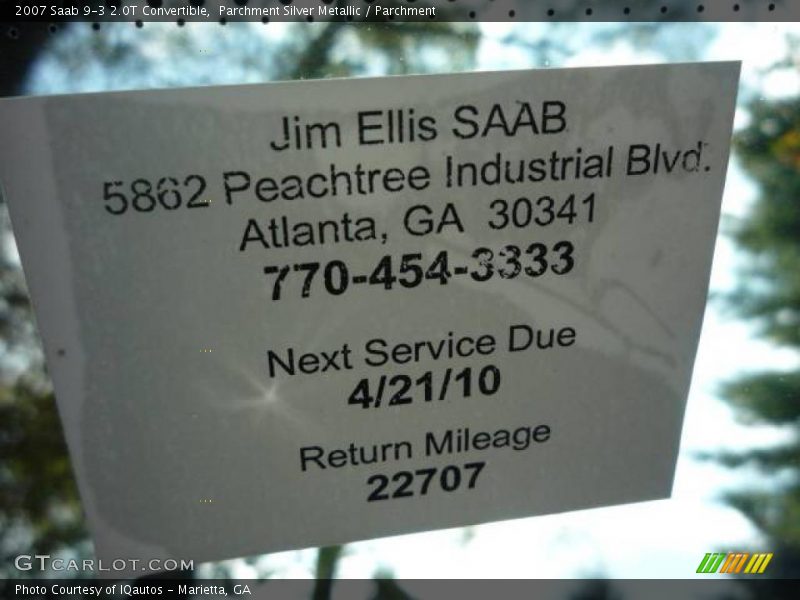 2007 Saab 9-3 2.0T Convertible,  Parchment Silver Metallic / Parchment
Jim Ellis SAAB
5862 Peachtree Industrial Blvd.
Atlanta, GA  30341
770-454-3333
Next Service Due
4/21/10
Return Mileage
22707
GTCARLOT.COM
Photo Courtesy of IQautos - Marietta, GA